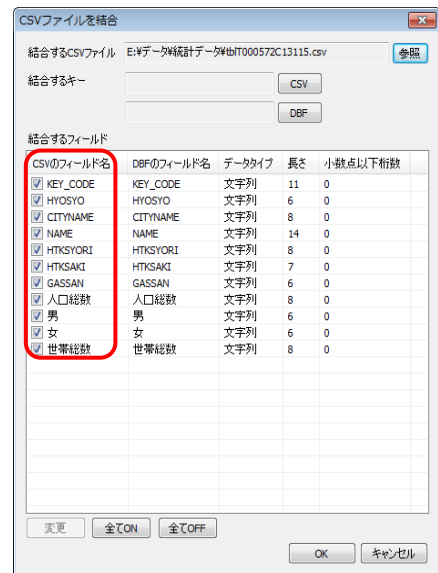 CSVファイルを結合
結合するCSVファイル E:¥データ¥統計データ¥tblT000572C13115.csv 参照
結合するキー CSV
DBF
結合するフィールド
CSVのフィールド名 DBFのフィールド名 データタイプ 長さ 小数点以下桁数
KEY_CODE KEY_CODE 文字列 11 0
HYOSYO HYOSYO 文字列 6 0
CITYNAME CITYNAME 文字列 8 0
NAME NAME 文字列 14 0
HTKSYORI HTKSYORI 文字列 8 0
HTKSAKI HTKSAKI 文字列 7 0
GASSAN GASSAN 文字列 6 0
人口総数 人口総数 文字列 8 0
男 男 文字列 6 0
女 女 文字列 6 0
世帯総数 世帯総数 文字列 8 0
変更 全てON 全てOFF
OK キャンセル